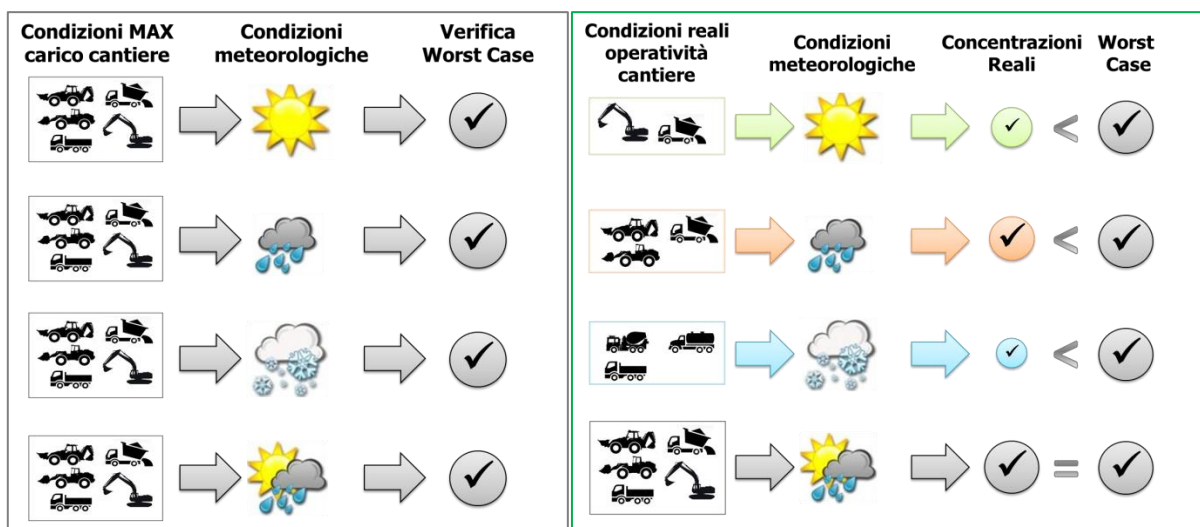 Condizioni MAX
carico cantiere
Condizioni
meteorologiche
Verifica
Worst Case
Condizioni reali
operatività
cantiere
Condizioni
meteorologiche
Concentrazioni
Reali
Worst
Case
<
<
<
=